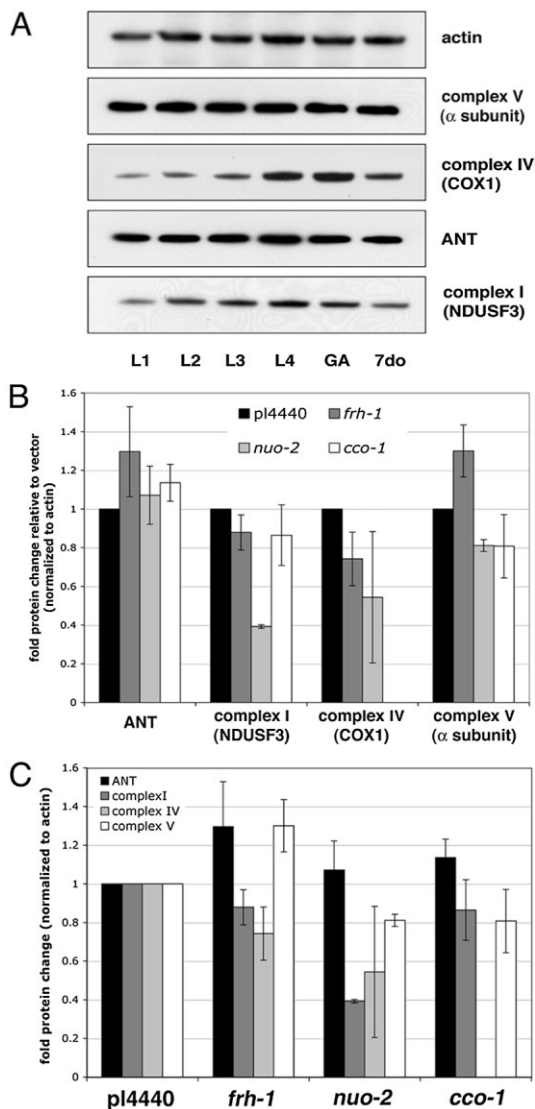 A
actin
complex V
(α subunit)
complex IV
(COX1)
ANT
complex I
(NDUSF3)
L1 L2 L3 L4 GA 7do
B
fold protein change relative to vector
(normalized to actin)
1.6
1.4
1.2
1
0.8
0.6
0.4
0.2
0
pl4440 frh-1
nuo-2 cco-1
ANT
complex I
(NDUSF3)
complex IV
(COX1)
complex V
(α subunit)
C
fold protein change (normalized to actin)
1.6
1.4
1.2
1
0.8
0.6
0.4
0.2
0
ANT
complexI
complex IV
complex V
pl4440 frh-1 nuo-2 cco-1